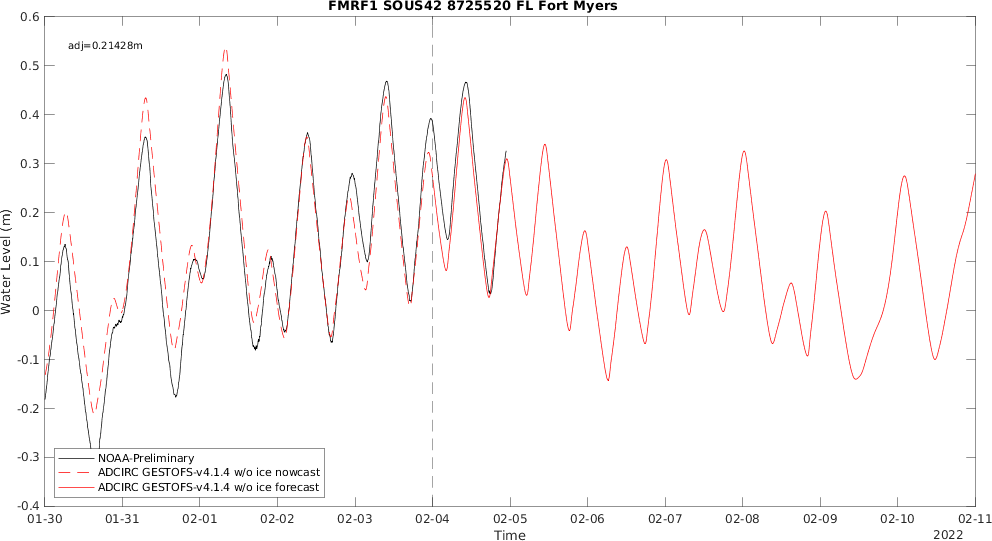 FMRF1 SOUS42 8725520 FL Fort Myers
adj=0.21428m
0.6
0.5
0.4
0.3
0.2
0.1
0
-0.1
-0.2
-0.3
-0.4
Water Level (m)
NOAA-Preliminary
ADCIRC GESTOFS-v4.1.4 w/o ice nowcast
ADCIRC GESTOFS-v4.1.4 w/o ice forecast
01-30 01-31 02-01 02-02 02-03 02-04 02-05 02-06 02-07 02-08 02-09 02-10 02-11
Time
2022